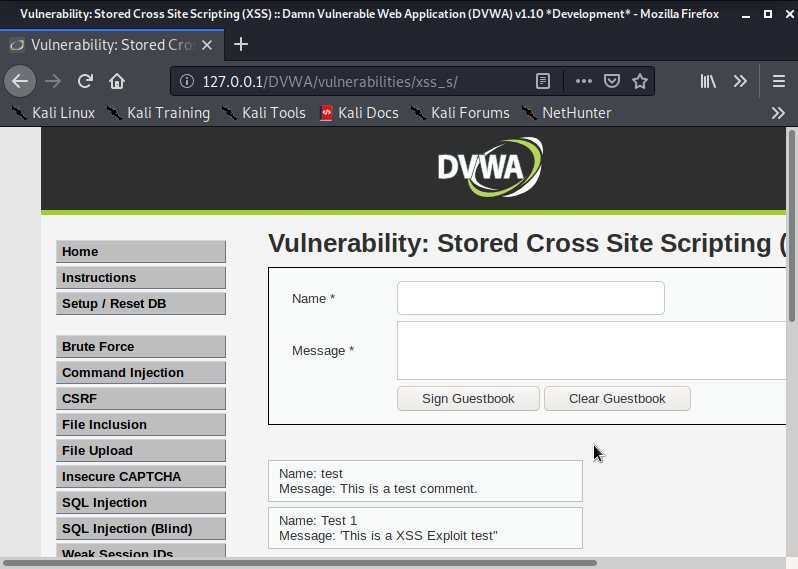 Vulnerability: Stored Cross Site Scripting (XSS) :: Damn Vulnerable Web Application (DVWA) v1.10 *Development* - Mozilla Firefox
Vulnerability: Stored Cro
127.0.0.1/DVWA/vulnerabilities/xss_s/
Kali Linux Kali Training Kali Tools Kali Docs Kali Forums NetHunter
DVWA
Vulnerability: Stored Cross Site Scripting (
Home
Instructions
Setup / Reset DB
Brute Force
Command Injection
CSRF
File Inclusion
File Upload
Insecure CAPTCHA
SQL Injection
SQL Injection (Blind)
Weak Session IDs
Name *
Message *
Sign Guestbook Clear Guestbook
Name: test
Message: This is a test comment.
Name: Test 1
Message: 'This is a XSS Exploit test"